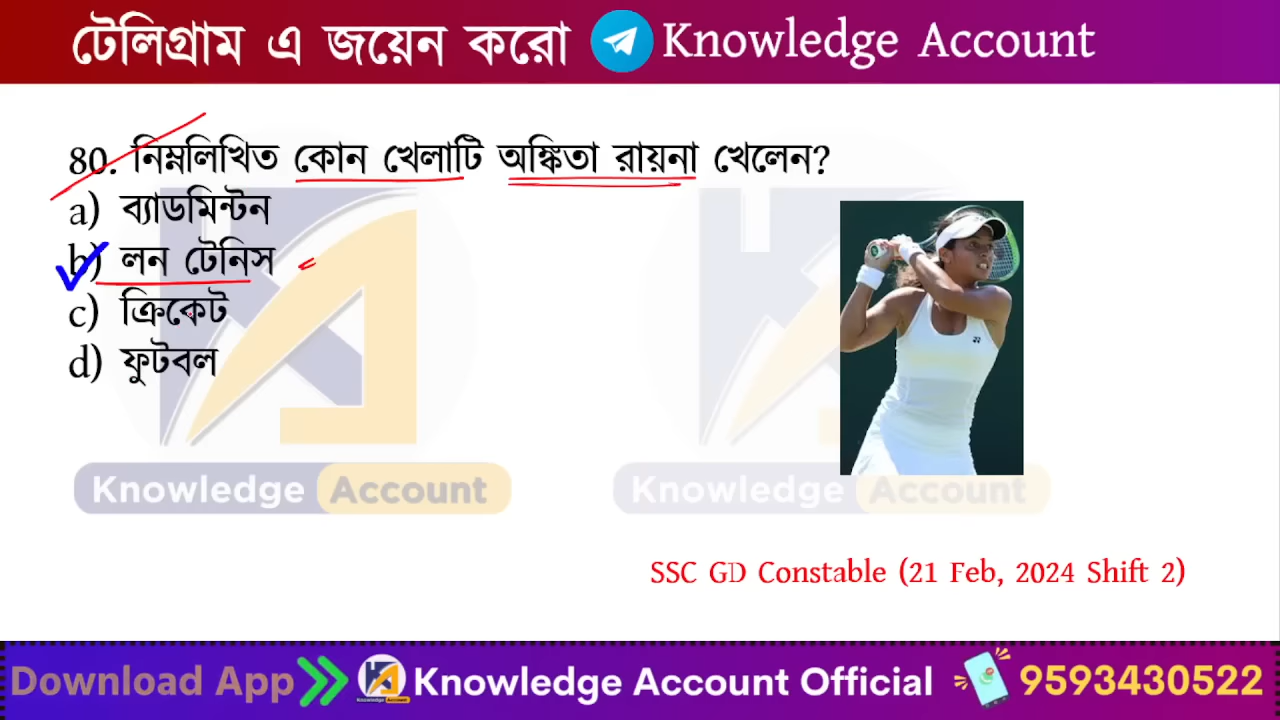 টেলিগ্রাম এ জয়েন করো Knowledge Account
80. নিম্নলিখিত কোন খেলাটি অঙ্কিতা রায়না খেলেন?
a) ব্যাডমিন্টন
b) লন টেনিস
c) ক্রিকেট
d) ফুটবল
Knowledge Account Knowledge Account
SSC GD Constable (21 Feb, 2024 Shift 2)
Download App Knowledge Account Official 9593430522